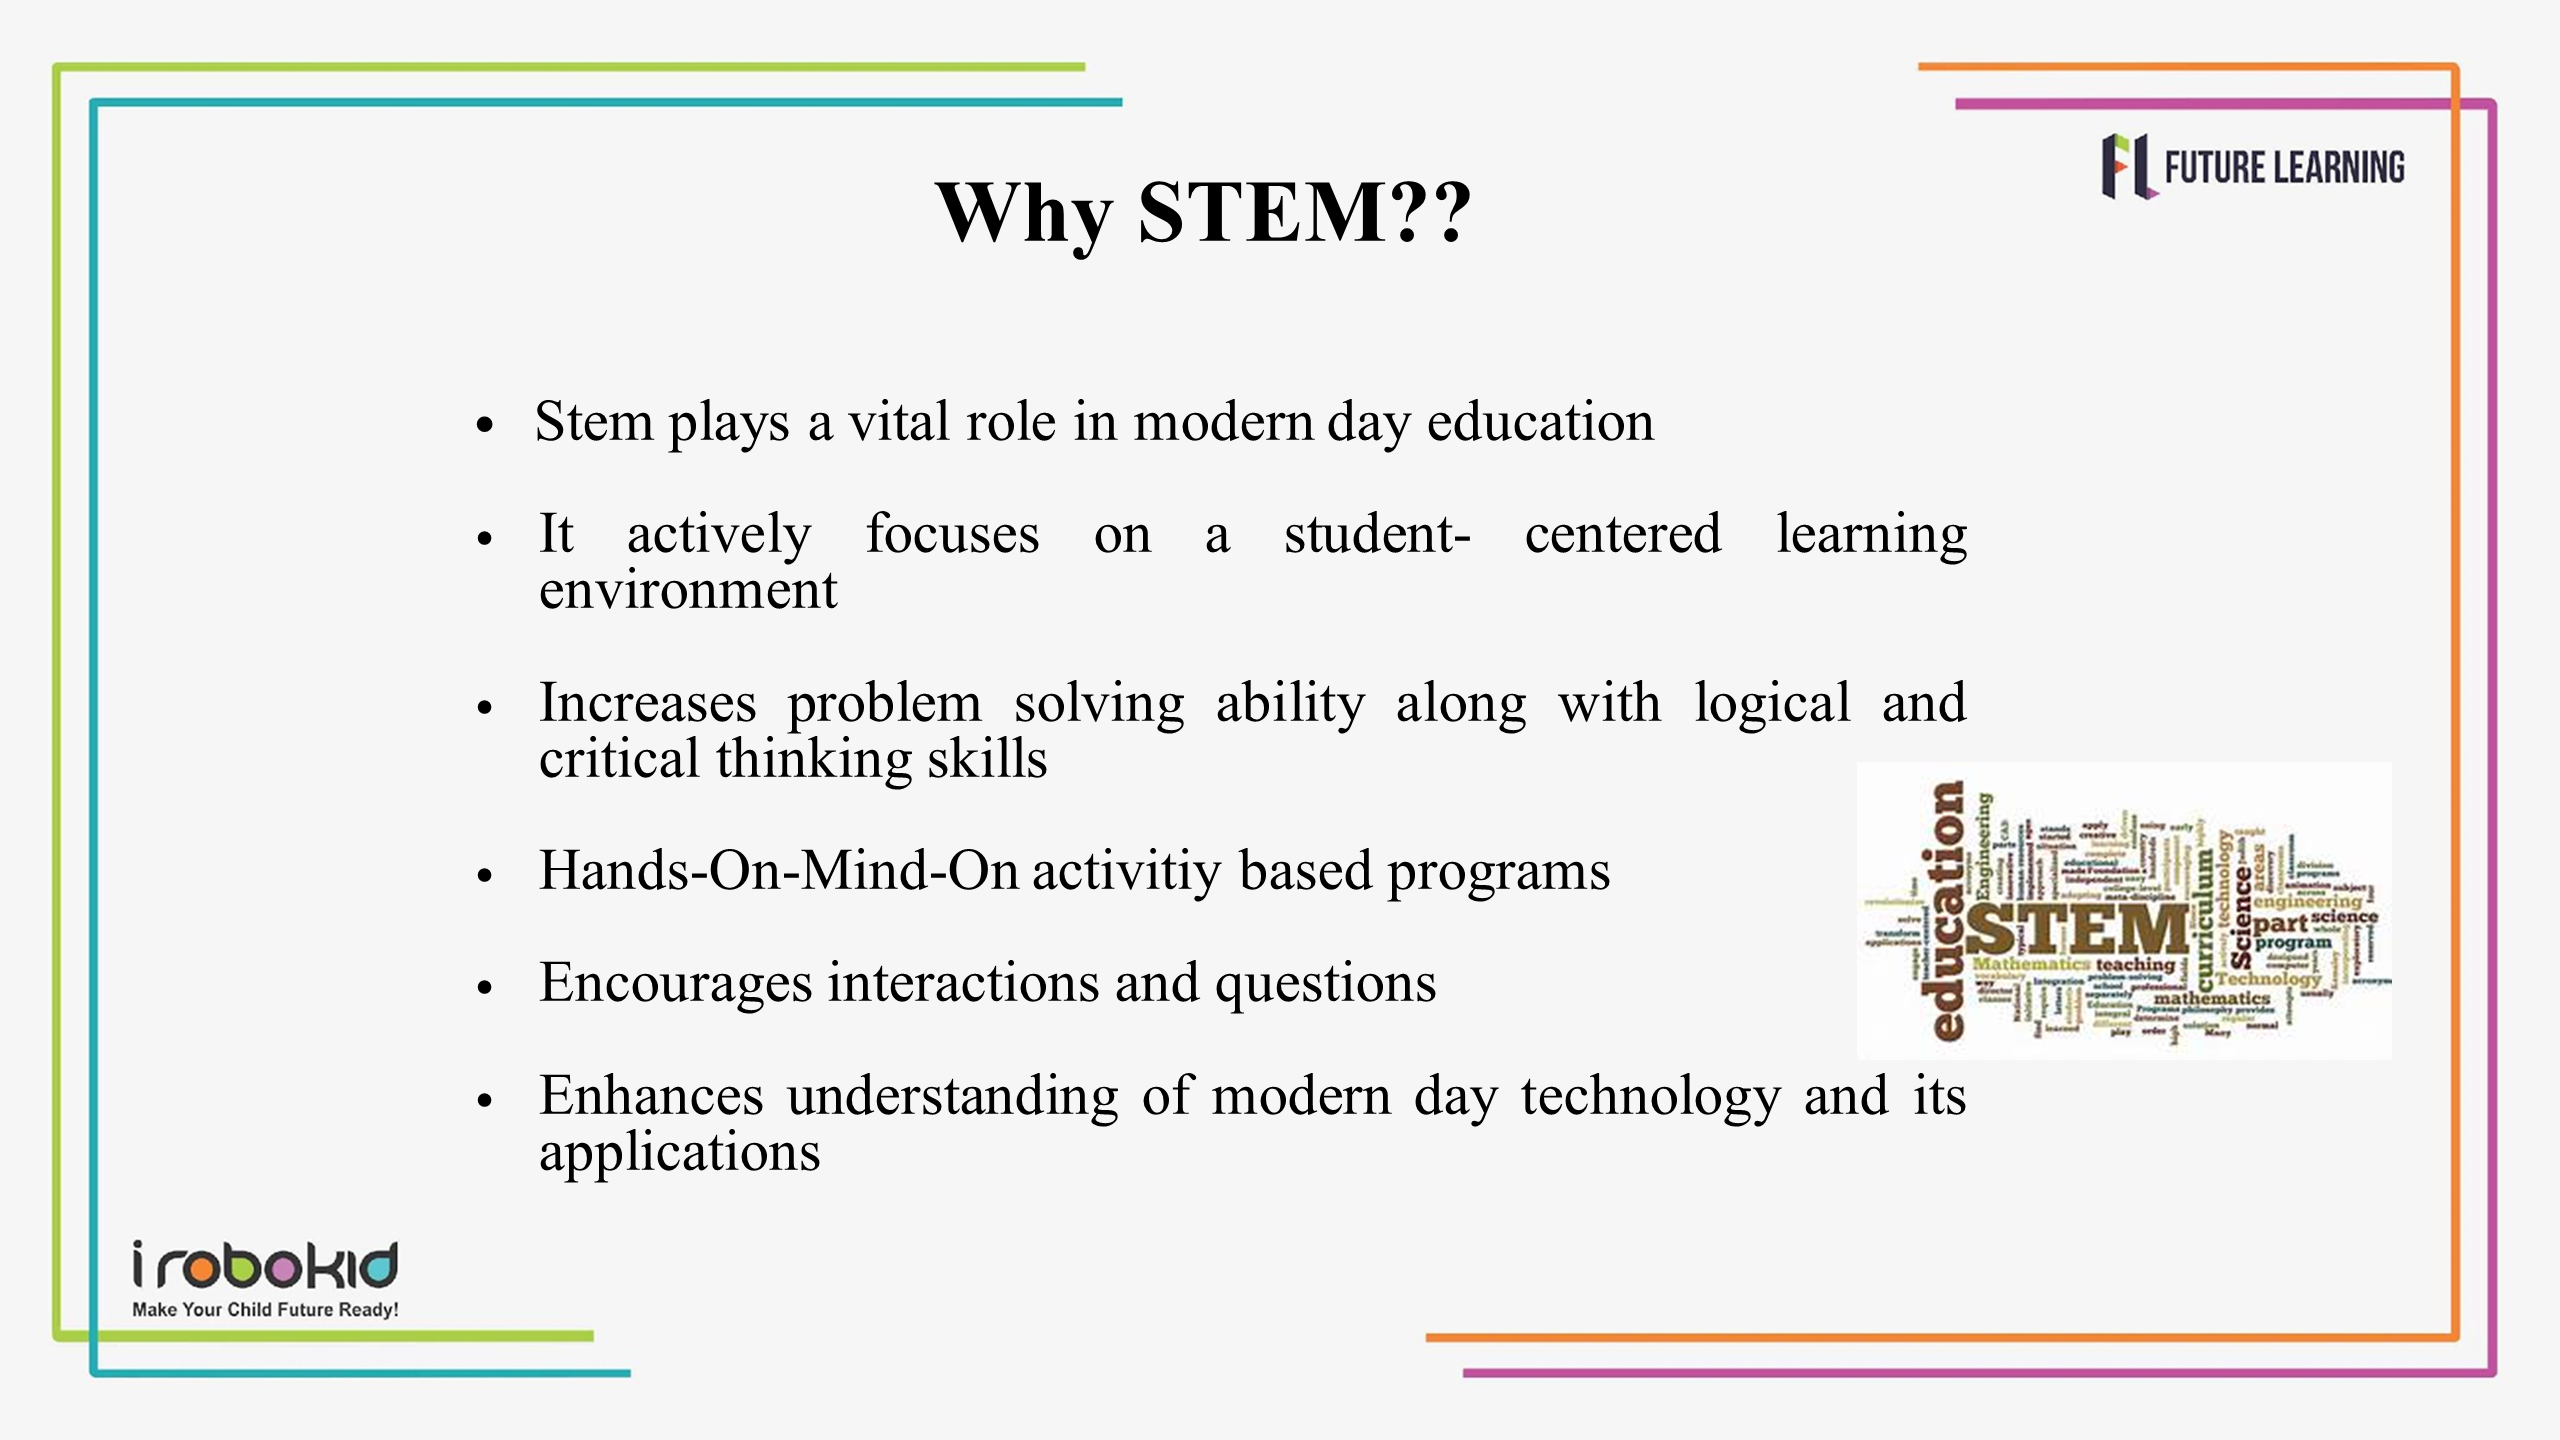 FUTURE LEARNING
Why STEM??
• Stem plays a vital role in modern day education
• It actively focuses on a student- centered learning
environment
• Increases problem solving ability along with logical and
critical thinking skills
• Hands-On-Mind-On activitiy based programs
• Encourages interactions and questions
• Enhances understanding of modern day technology and its
applications
education
Engineering
STEM
Mathematics teaching
curriculum
technology
Science
areas
engineering
part science
program
Technology
mathematics
i robokid
Make Your Child Future Ready!